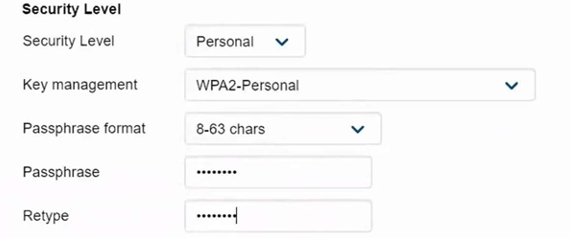 Security Level
Security Level Personal
Key management WPA2-Personal
Passphrase format 8-63 chars
Passphrase ••••••••
Retype ••••••••